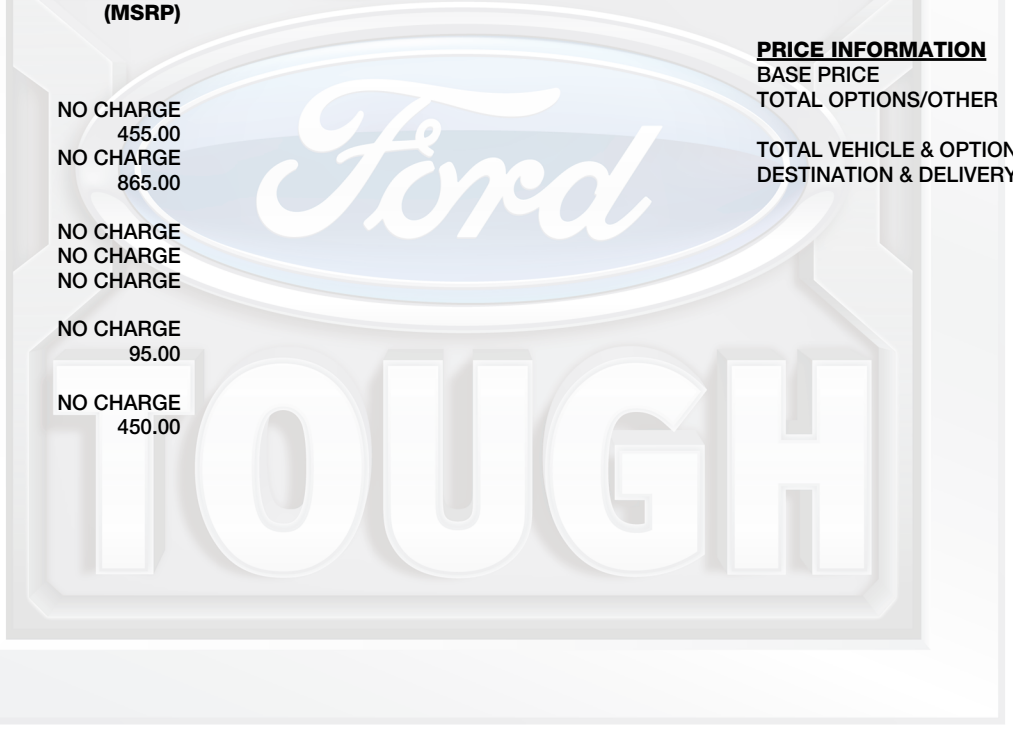 (MSRP)
NO CHARGE
455.00
NO CHARGE
865.00
NO CHARGE
NO CHARGE
NO CHARGE
NO CHARGE
95.00
NO CHARGE
450.00
PRICE INFORMATION
BASE PRICE
TOTAL OPTIONS/OTHER
TOTAL VEHICLE & OPTION
DESTINATION & DELIVERY
Ford
TOUGH